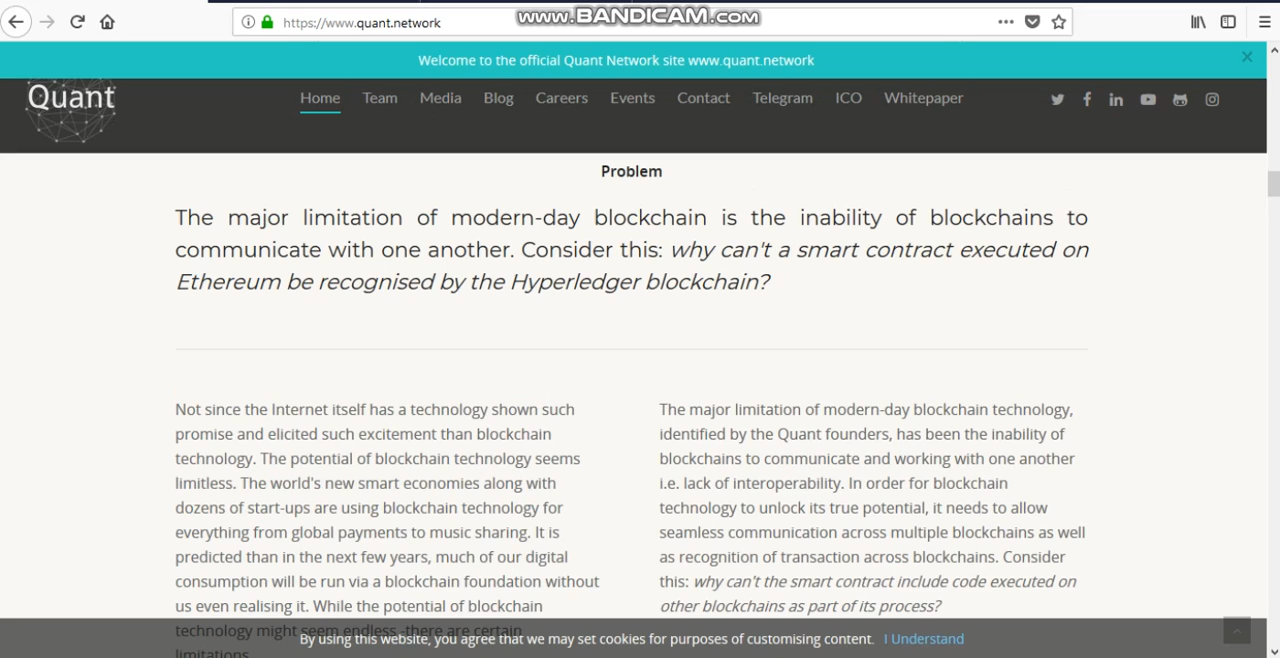 https://www.quant.network
www.BANDICAM.com
Welcome to the official Quant Network site www.quant.network
Quant
Home Team Media Blog Careers Events Contact Telegram ICO Whitepaper
Problem
The major limitation of modern-day blockchain is the inability of blockchains to
communicate with one another. Consider this: why can't a smart contract executed on
Ethereum be recognised by the Hyperledger blockchain?
Not since the Internet itself has a technology shown such
promise and elicited such excitement than blockchain
technology. The potential of blockchain technology seems
limitless. The world's new smart economies along with
dozens of start-ups are using blockchain technology for
everything from global payments to music sharing. It is
predicted than in the next few years, much of our digital
consumption will be run via a blockchain foundation without
us even realising it. While the potential of blockchain
technology might seem endless -there are certain
limitations.
The major limitation of modern-day blockchain technology,
identified by the Quant founders, has been the inability of
blockchains to communicate and working with one another
i.e. lack of interoperability. In order for blockchain
technology to unlock its true potential, it needs to allow
seamless communication across multiple blockchains as well
as recognition of transaction across blockchains. Consider
this: why can't the smart contract include code executed on
other blockchains as part of its process?
By using this website, you agree that we may set cookies for purposes of customising content. I Understand